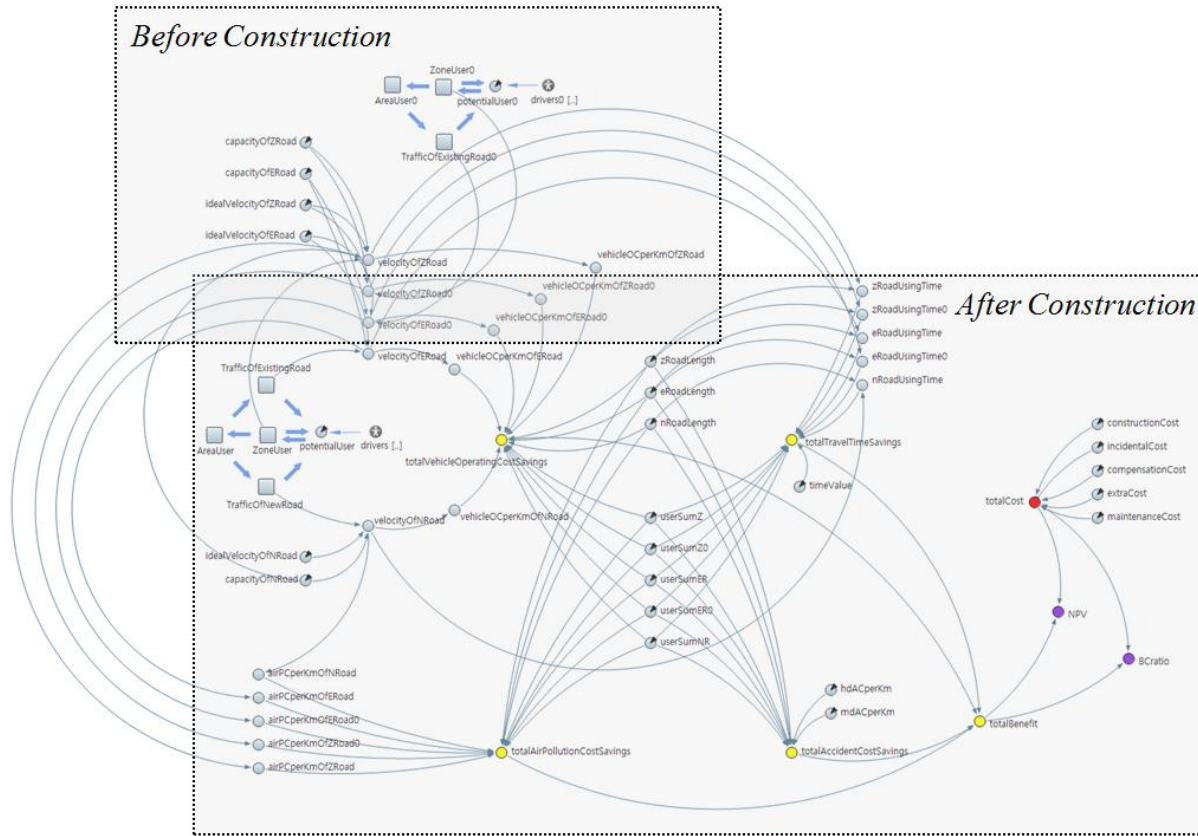 Before Construction
ZoneUser0
AreaUser0
potentialUser0
drivers0 [..]
TrafficOfExistingRoad0
capacityOfZRoad
capacityOfERoad
idealVelocityOfZRoad
idealVelocityOfERoad
velocityOfZRoad
vehicleOCperKmOfZRoad
velocityOfZRoad0
vehicleOCperKmOfZRoad0
velocityOfERoad0
vehicleOCperKmOfERoad0
velocityOfERoad
vehicleOCperKmOfERoad
After Construction
zRoadUsingTime
zRoadUsingTime0
eRoadUsingTime
eRoadUsingTime0
nRoadUsingTime
zRoadLength
eRoadLength
nRoadLength
TrafficOfExistingRoad
AreaUser
ZoneUser
potentialUser
drivers [..]
TrafficOfNewRoad
totalVehicleOperatingCostSavings
totalTravelTimeSavings
timeValue
constructionCost
incidentalCost
compensationCost
extraCost
maintenanceCost
totalCost
velocityOfNRoad
vehicleOCperKmOfNRoad
idealVelocityOfNRoad
capacityOfNRoad
userSumZ
userSumZ0
userSumER
userSumER0
userSumNR
NPV
BCratio
airPCperKmOfNRoad
airPCperKmOfERoad
airPCperKmOfERoad0
airPCperKmOfZRoad0
airPCperKmOfZRoad
hdACperKm
mdACperKm
totalAirPollutionCostSavings
totalAccidentCostSavings
totalBenefit